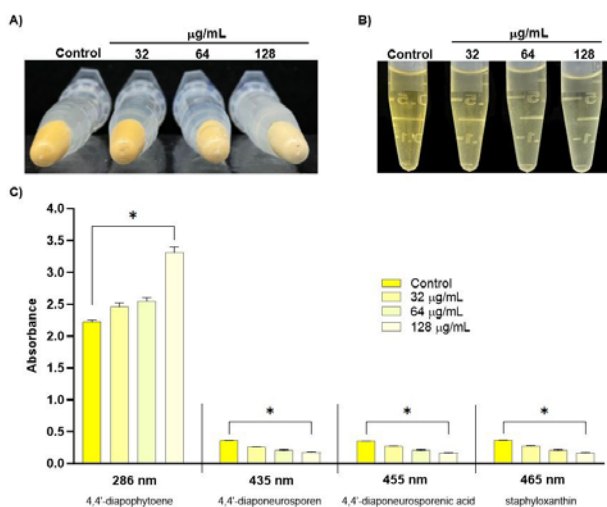 A)
μg/mL
Control 32 64 128
B)
μg/mL
Control 32 64 128
C)
4.0
3.5
3.0
2.5
2.0
1.5
1.0
0.5
0.0
Absorbance
*
*
*
*
Control
32 μg/mL
64 μg/mL
128 μg/mL
286 nm 435 nm 455 nm 465 nm
4,4'-diapophytoene 4,4'-diaponeurosporen 4,4'-diaponeurosporenic acid staphyloxanthin